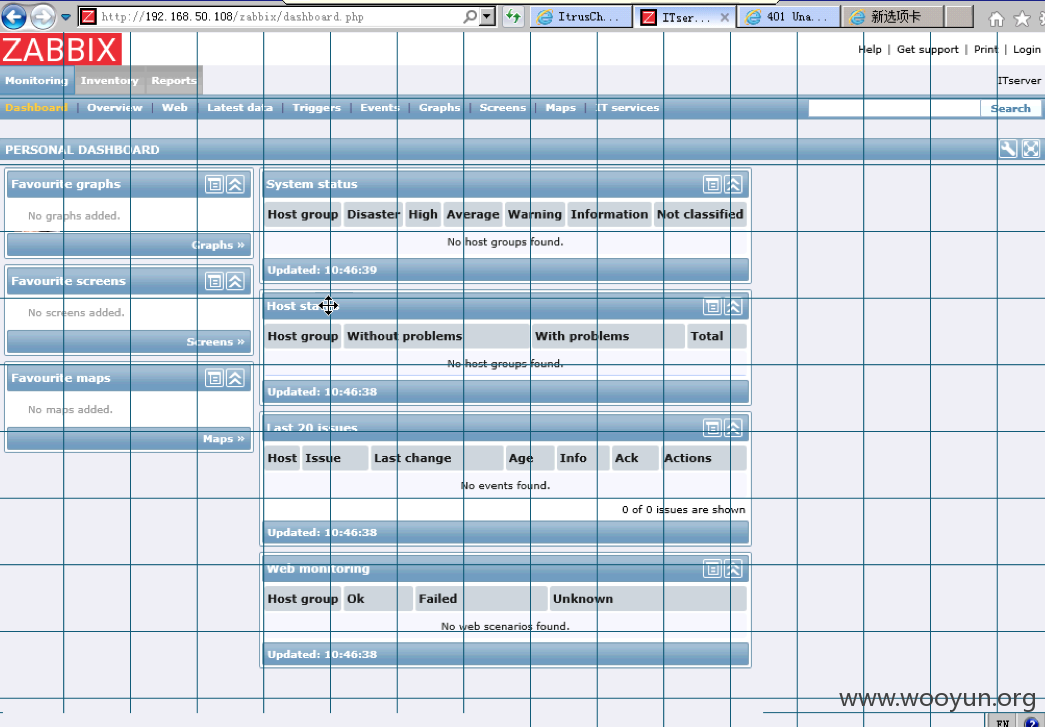 http://192.168.50.108/zabbix/dashboard.php
ItrusCh...
ITser...
401 Una...
新选项卡
ZABBIX
Help | Get support | Print | Login
Monitoring Inventory Reports
ITserver
Dashboard | Overview | Web | Latest data | Triggers | Events | Graphs | Screens | Maps | IT services
Search
PERSONAL DASHBOARD
Favourite graphs
No graphs added.
Graphs »
Favourite screens
No screens added.
Screens »
Favourite maps
No maps added.
Maps »
System status
Host group Disaster High Average Warning Information Not classified
No host groups found.
Updated: 10:46:39
Host status
Host group Without problems With problems Total
No host groups found.
Updated: 10:46:38
Last 20 issues
Host Issue Last change Age Info Ack Actions
No events found.
0 of 0 issues are shown
Updated: 10:46:38
Web monitoring
Host group Ok Failed Unknown
No web scenarios found.
Updated: 10:46:38
www.wooyun.org
EN